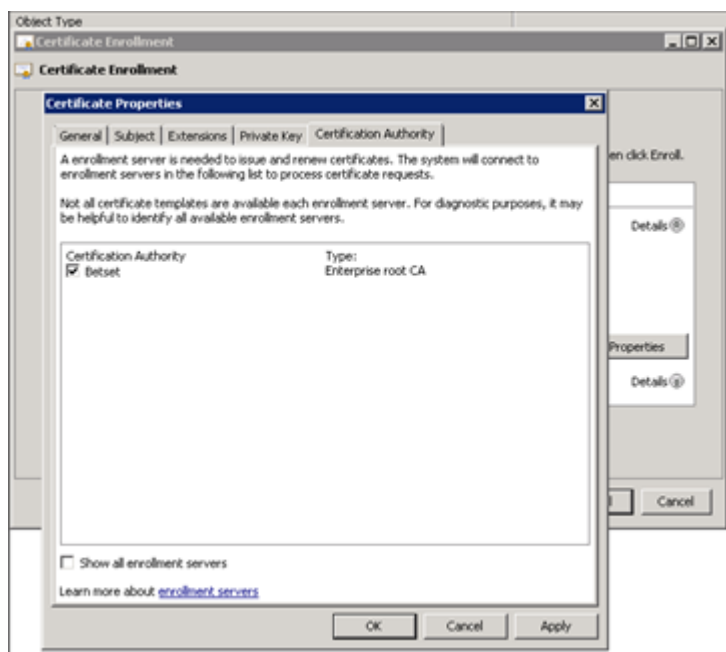 Object Type
Certificate Enrollment
Certificate Enrollment
Certificate Properties
General Subject Extensions Private Key Certification Authority
A enrollment server is needed to issue and renew certificates. The system will connect to
enrollment servers in the following list to process certificate requests.
en click Enroll.
Not all certificate templates are available each enrollment server. For diagnostic purposes, it may
be helpful to identify all available enrollment servers.
Details
Certification Authority Type:
Betset Enterprise root CA
Properties
Details
Cancel
Show all enrollment servers
Learn more about enrollment servers
OK Cancel Apply